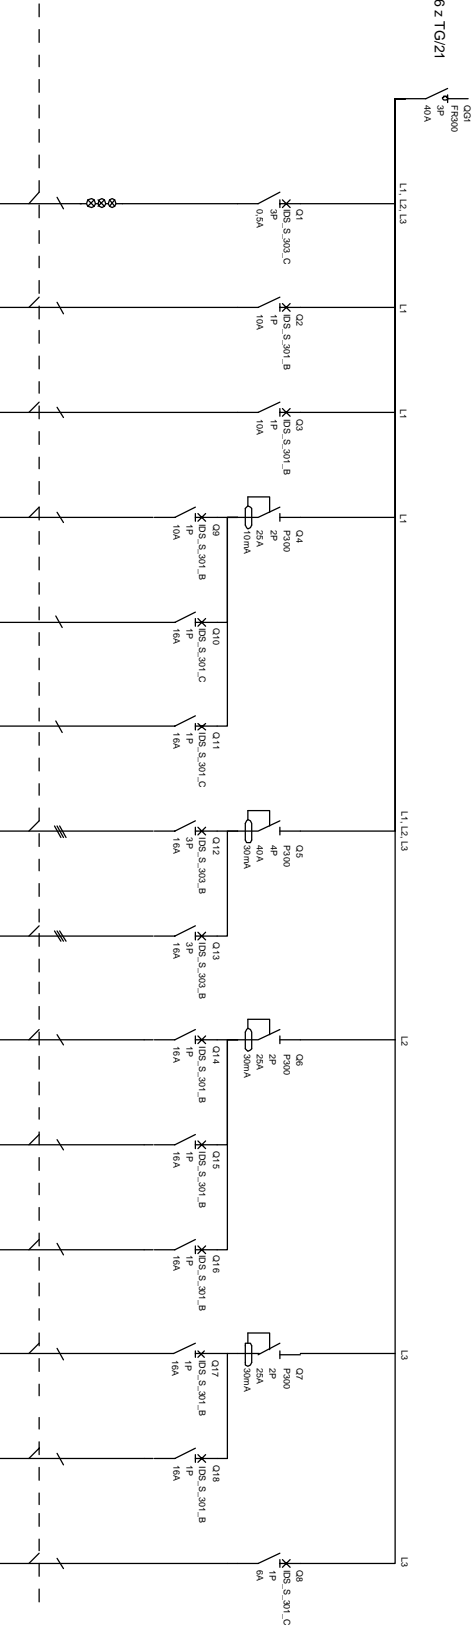 6 z TG/21
QG1
FR300
3P
40A
L1, L2, L3
Q1
IDS_S_303_C
3P
0,5A
L1
Q2
IDS_S_301_B
1P
10A
L1
Q3
IDS_S_301_B
1P
10A
L1
Q4
P300
2P
25A
10mA
Q9
IDS_S_301_B
1P
10A
Q10
IDS_S_301_C
1P
16A
Q11
IDS_S_301_C
1P
16A
L1, L2, L3
Q5
P300
4P
40A
30mA
Q12
IDS_S_303_B
3P
16A
Q13
IDS_S_303_B
3P
16A
L2
Q6
P300
2P
25A
30mA
Q14
IDS_S_301_B
1P
16A
Q15
IDS_S_301_B
1P
16A
Q16
IDS_S_301_B
1P
16A
L3
Q7
P300
2P
25A
30mA
Q17
IDS_S_301_B
1P
16A
Q18
IDS_S_301_B
1P
16A
L3
Q8
IDS_S_301_C
1P
6A